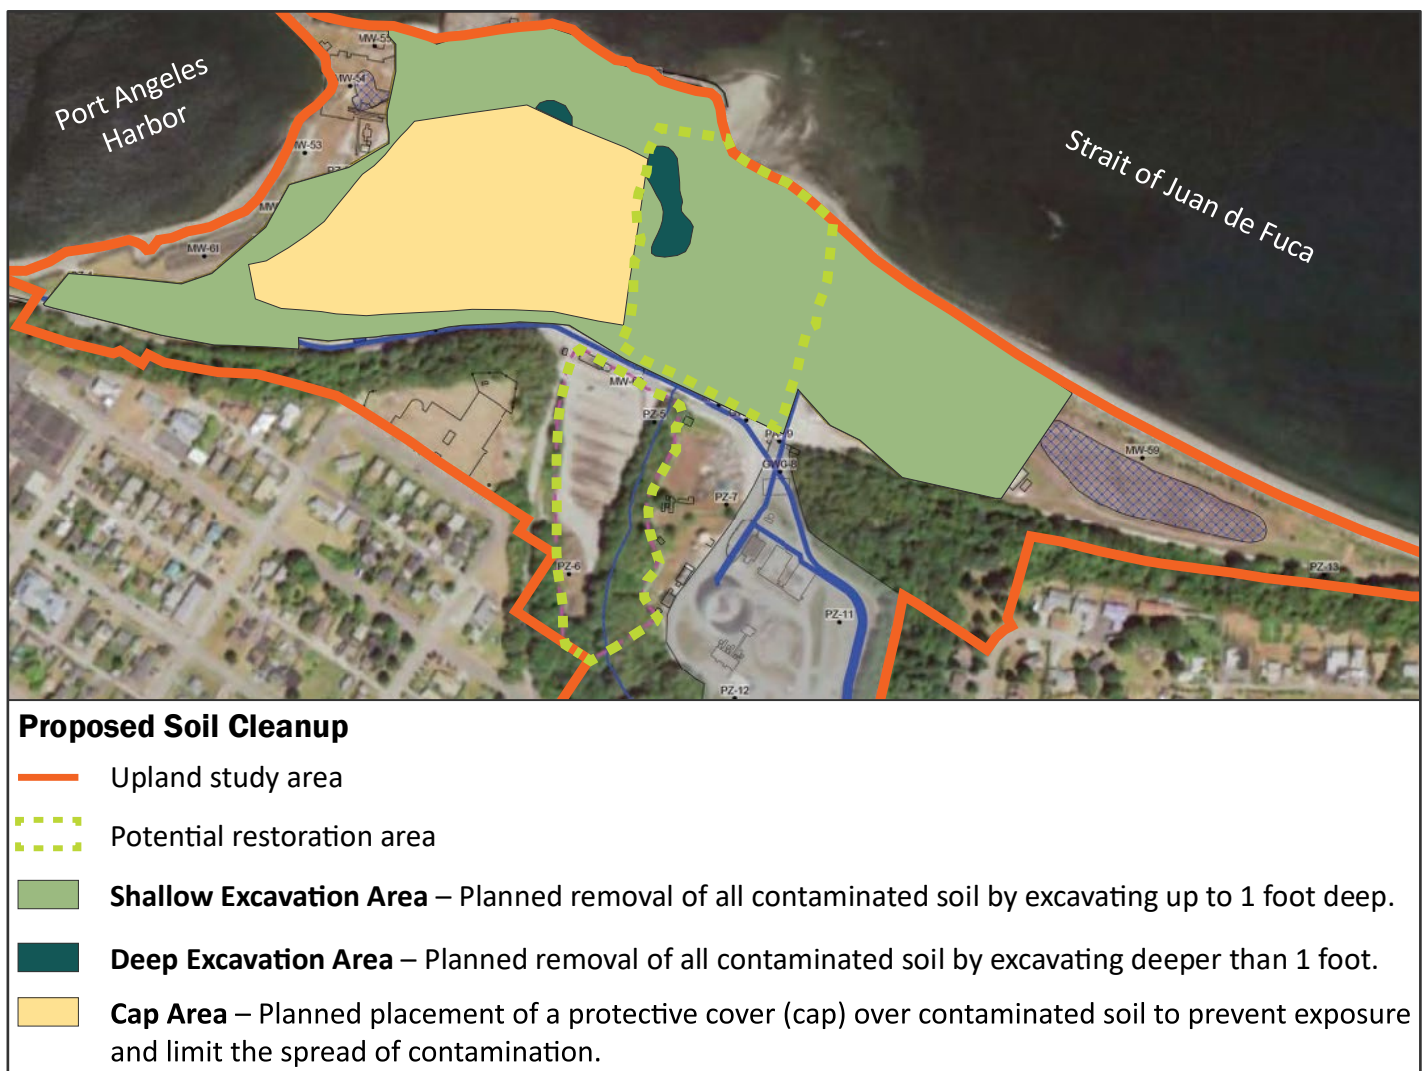 Port Angeles
Harbor
Strait of Juan de Fuca
MW-55
MW-54
MW-53
MW-61
MW-59
PZ-5
PZ-7
PZ-6
PZ-11
PZ-12
PZ-13
Proposed Soil Cleanup
Upland study area
Potential restoration area
Shallow Excavation Area – Planned removal of all contaminated soil by excavating up to 1 foot deep.
Deep Excavation Area – Planned removal of all contaminated soil by excavating deeper than 1 foot.
Cap Area – Planned placement of a protective cover (cap) over contaminated soil to prevent exposure
and limit the spread of contamination.